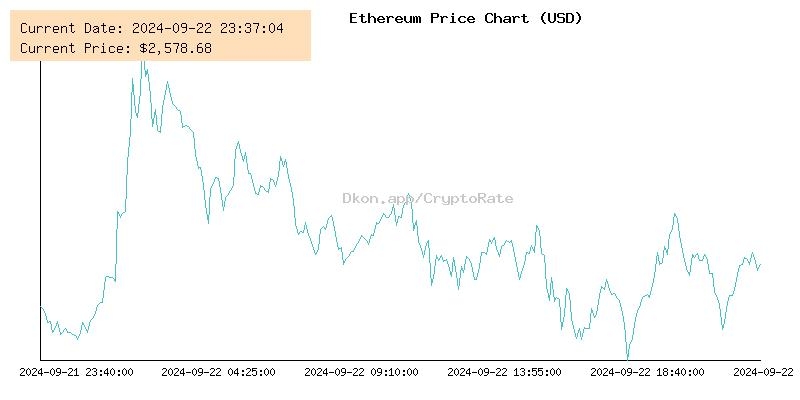 Ethereum Price Chart (USD)
Current Date: 2024-09-22 23:37:04
Current Price: $2,578.68
Dkon.app/CryptoRate
2024-09-21 23:40:00 2024-09-22 04:25:00 2024-09-22 09:10:00 2024-09-22 13:55:00 2024-09-22 18:40:00 2024-09-22